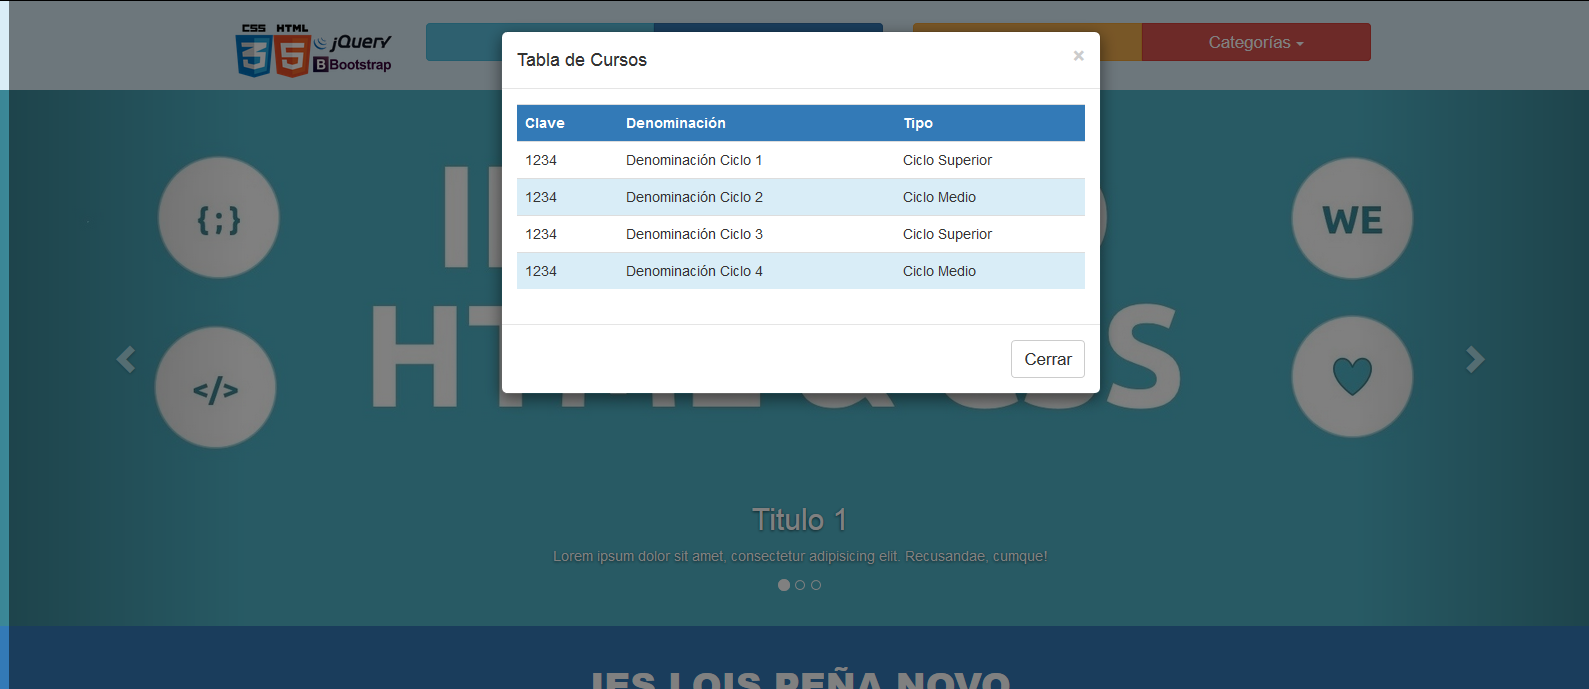 CSS HTML
3 5 jQuery
B Bootstrap
Categorías
Tabla de Cursos ×
Clave Denominación Tipo
1234 Denominación Ciclo 1 Ciclo Superior
1234 Denominación Ciclo 2 Ciclo Medio
1234 Denominación Ciclo 3 Ciclo Superior
1234 Denominación Ciclo 4 Ciclo Medio
Cerrar
{;}
WE
</>
Titulo 1
Lorem ipsum dolor sit amet, consectetur adipisicing elit. Recusandae, cumque!
IES LOIS PEÑA NOVO